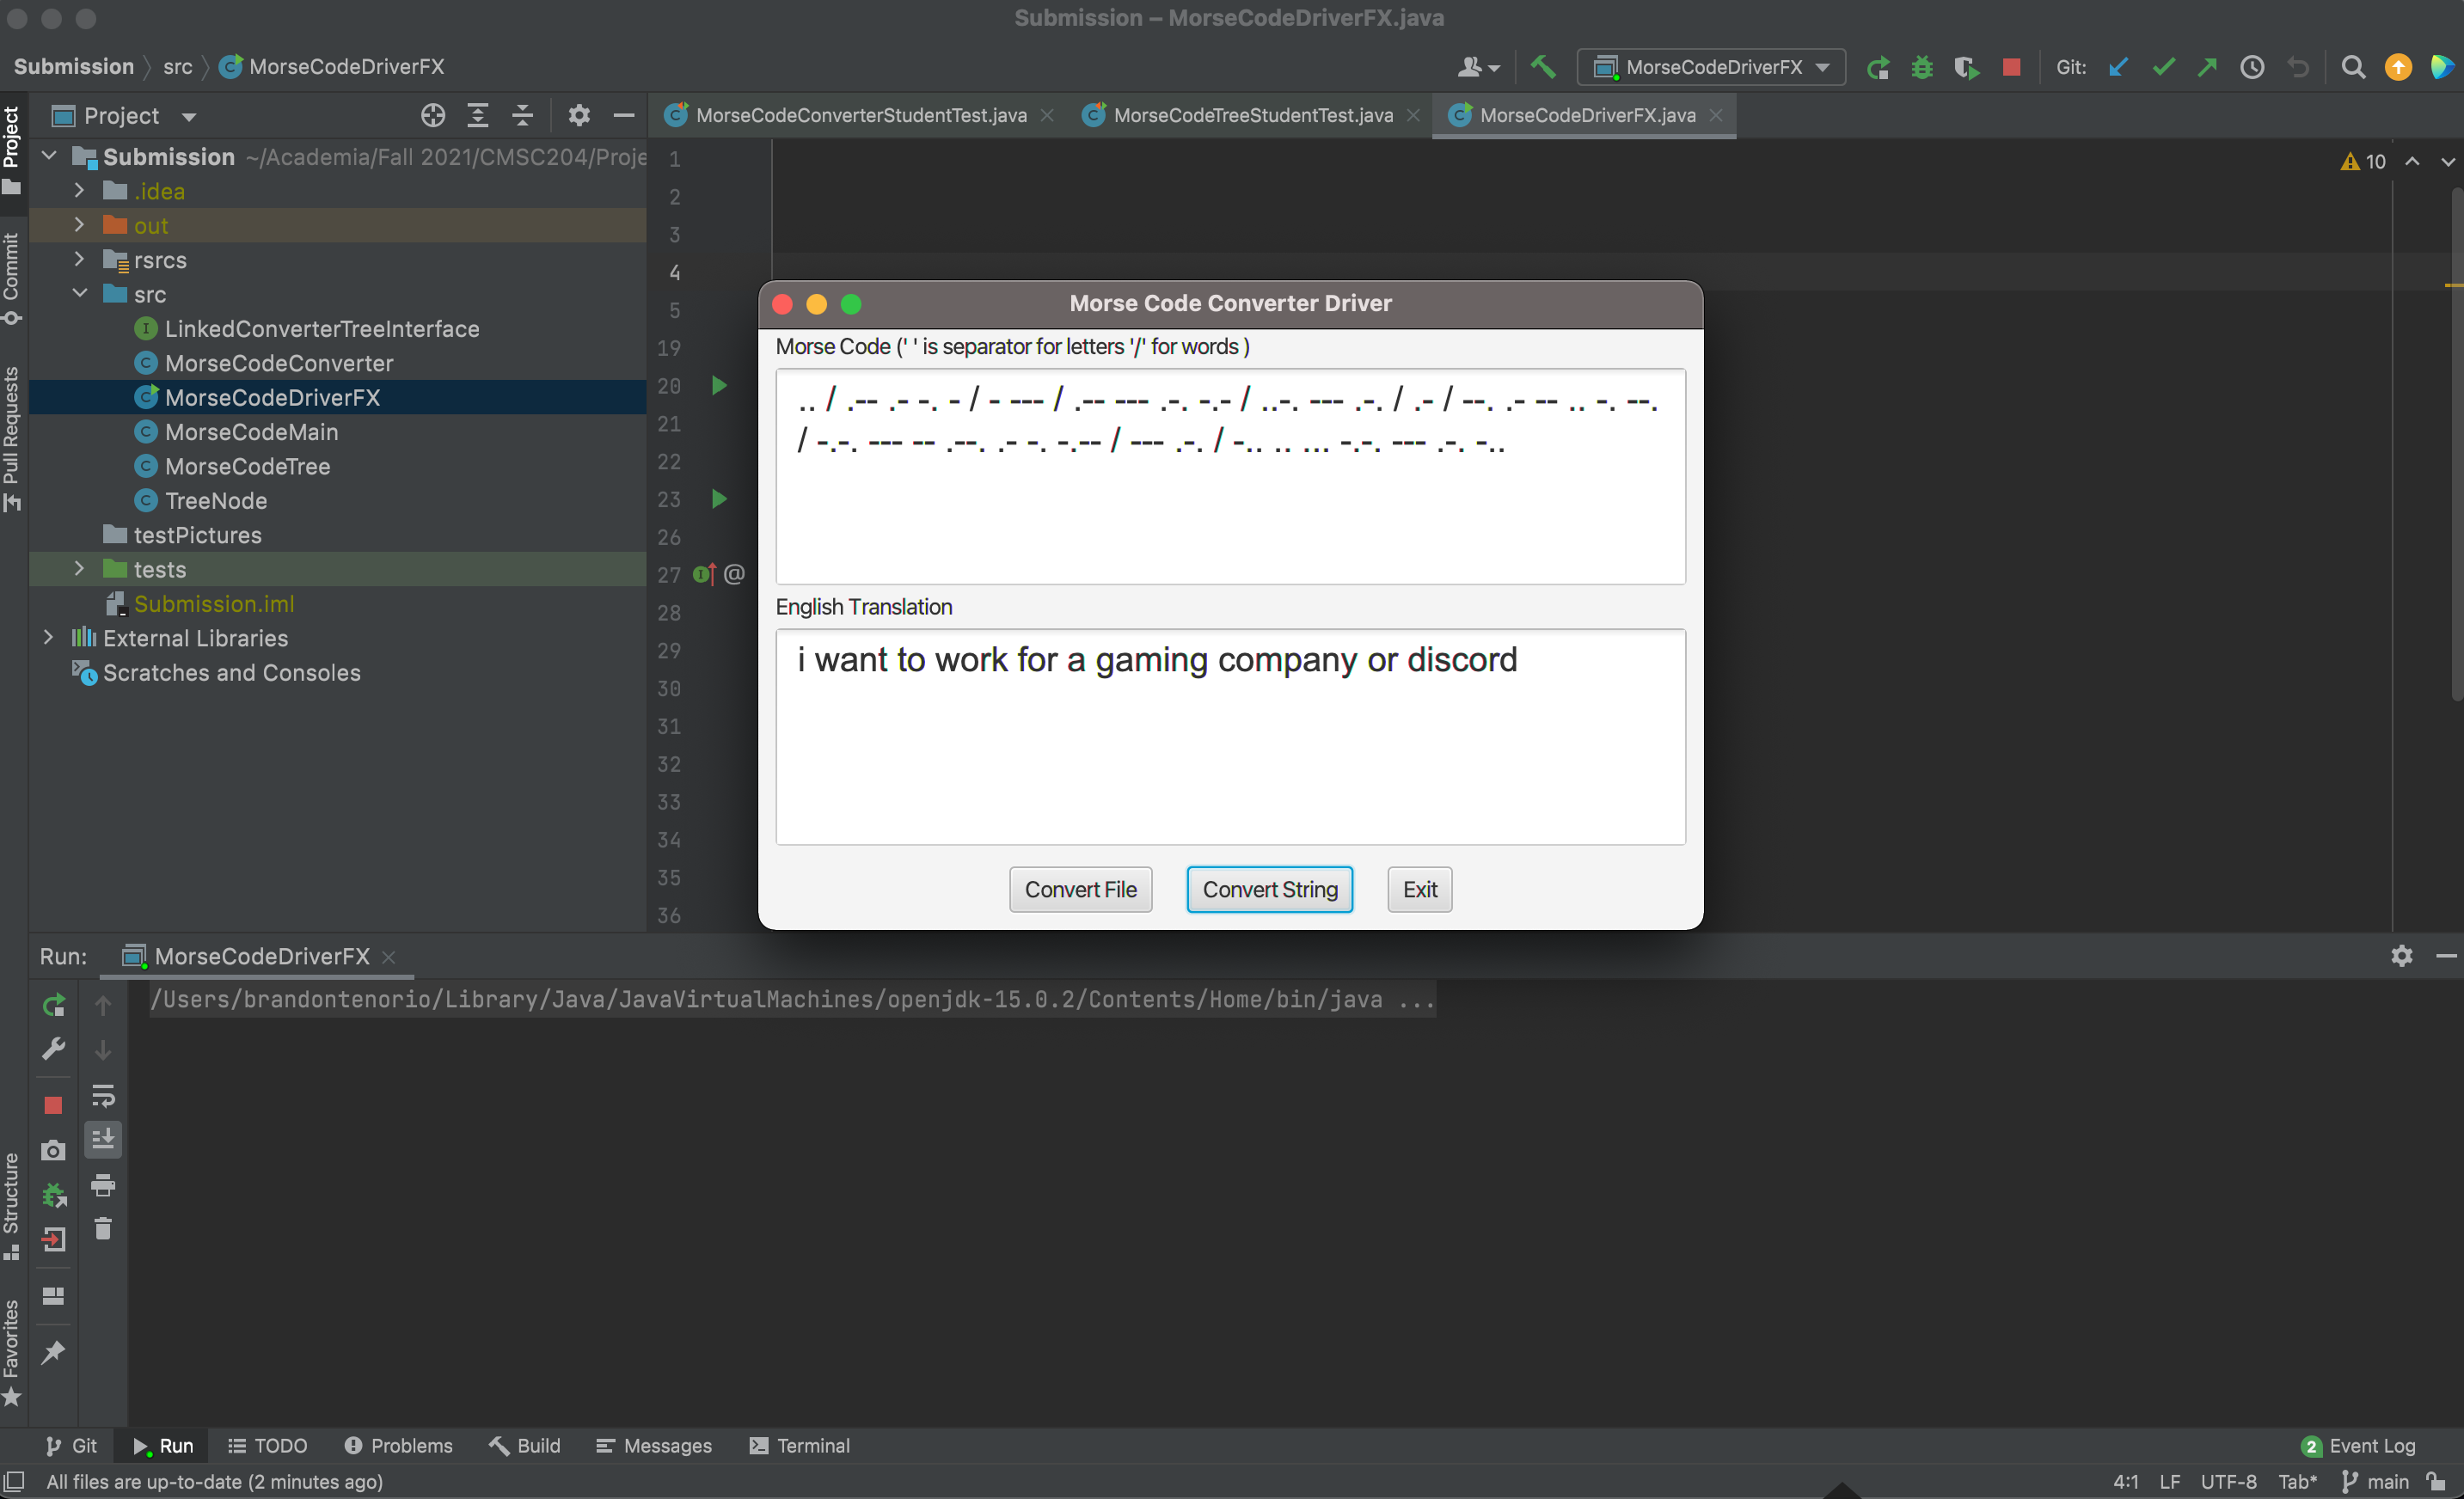 Submission – MorseCodeDriverFX.java
Submission src MorseCodeDriverFX
MorseCodeDriverFX Git:
Project
MorseCodeConverterStudentTest.java MorseCodeTreeStudentTest.java MorseCodeDriverFX.java
Submission ~/Academia/Fall 2021/CMSC204/Proje
.idea
out
rsrcs
src
LinkedConverterTreeInterface
MorseCodeConverter
MorseCodeDriverFX
MorseCodeMain
MorseCodeTree
TreeNode
testPictures
tests
Submission.iml
External Libraries
Scratches and Consoles
Project
Commit
Pull Requests
Structure
Favorites
1
2
3
4
5
19
20
21
22
23
26
27 @
28
29
30
31
32
33
34
35
36
10
Morse Code Converter Driver
Morse Code (' ' is separator for letters '/' for words )
.. / .-- .- -. - / - --- / .-- --- .-. -.- / ..-. --- .-. / .- / --. .- -- .. -. --.
/ -.-. --- -- .--. .- -. -.-- / --- .-. / -.. .. ... -.-. --- .-. -..
English Translation
i want to work for a gaming company or discord
Convert File Convert String Exit
Run: MorseCodeDriverFX
/Users/brandontenorio/Library/Java/JavaVirtualMachines/openjdk-15.0.2/Contents/Home/bin/java ...
Git Run TODO Problems Build Messages Terminal 2 Event Log
All files are up-to-date (2 minutes ago) 4:1 LF UTF-8 Tab* main